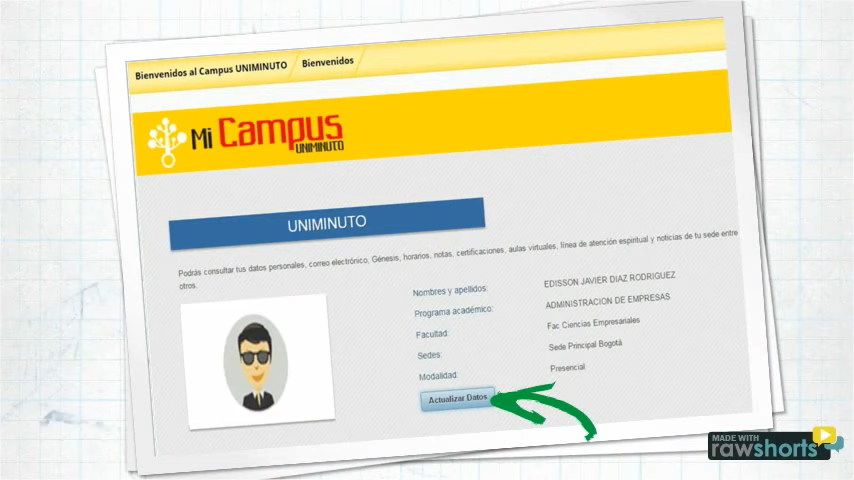 Bienvenidos al Campus UNIMINUTO
Bienvenidos
Mi Campus
UNIMINUTO
UNIMINUTO
Podrás consultar tus datos personales, correo electrónico, Génesis, horarios, notas, certificaciones, aulas virtuales, línea de atención espiritual y noticias de tu sede entre
otros.
Nombres y apellidos: EDISSON JAVIER DIAZ RODRIGUEZ
Programa académico: ADMINISTRACION DE EMPRESAS
Facultad: Fac Ciencias Empresariales
Sedes: Sede Principal Bogotá
Modalidad: Presencial
Actualizar Datos
MADE WITH
rawshorts